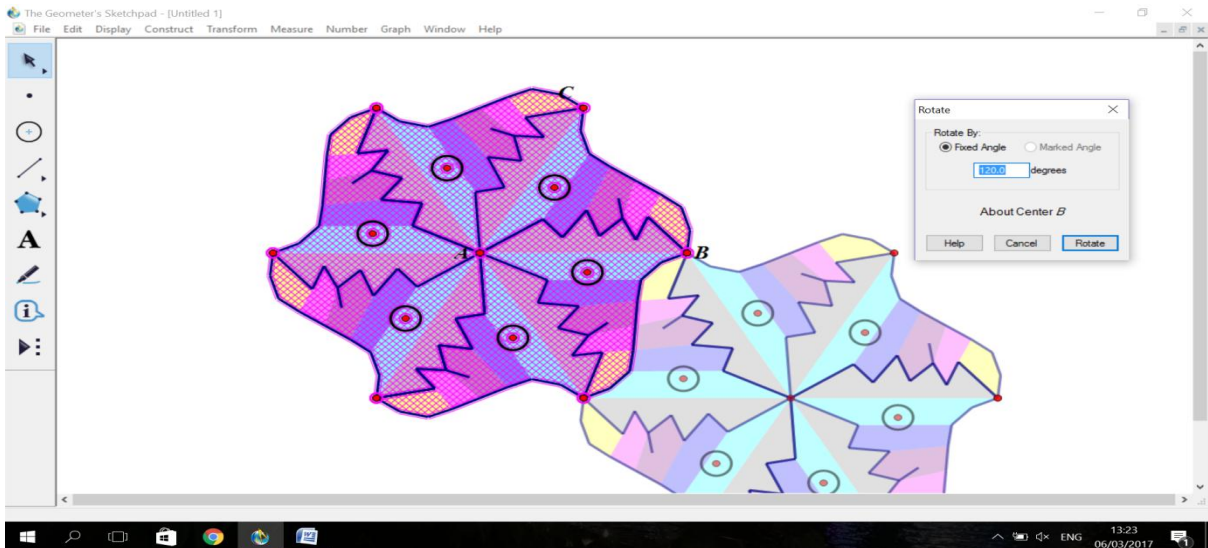 The Geometer's Sketchpad - [Untitled 1]
File Edit Display Construct Transform Measure Number Graph Window Help
C
A
B
A
Rotate
Rotate By:
Fixed Angle Marked Angle
120.0 degrees
About Center B
Help Cancel Rotate
13:23
ENG
06/03/2017